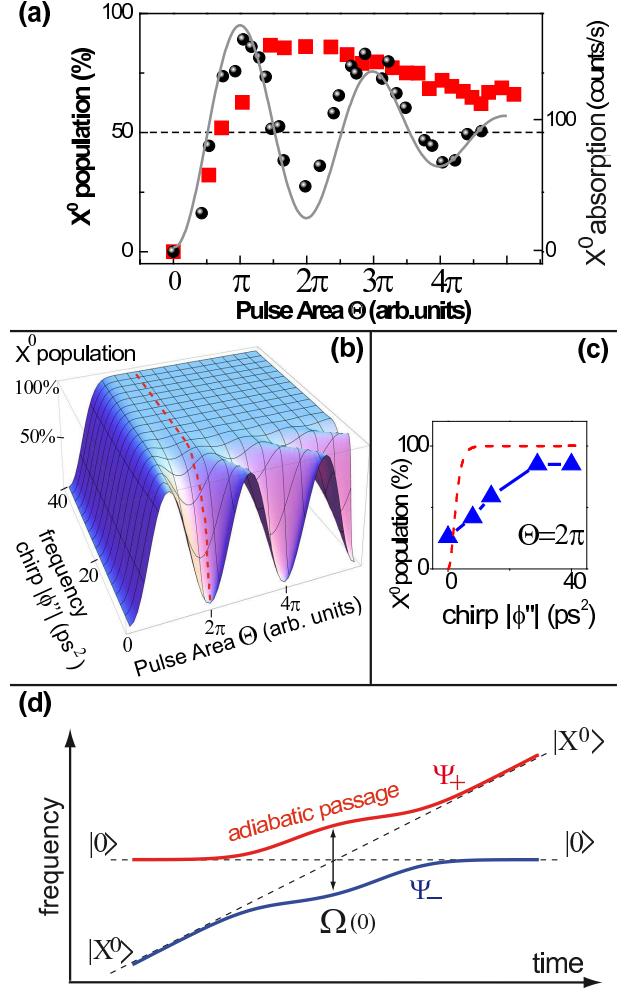 (a)
100
50
0
X⁰ population (%)
100
0
X⁰ absorption (counts/s)
0 π 2π 3π 4π
Pulse Area Θ (arb.units)
(b)
X⁰ population
100%
50%
40
20
0
2π
4π
frequency
chirp |ϕ"| (ps²)
Pulse Area Θ (arb. units)
(c)
100
50
0
X⁰ population (%)
Θ=2π
0 40
chirp |ϕ"| (ps²)
(d)
frequency
|X⁰>
Ψ₊
adiabatic passage
|0>
|0>
Ψ₋
Ω(0)
|X⁰>
time